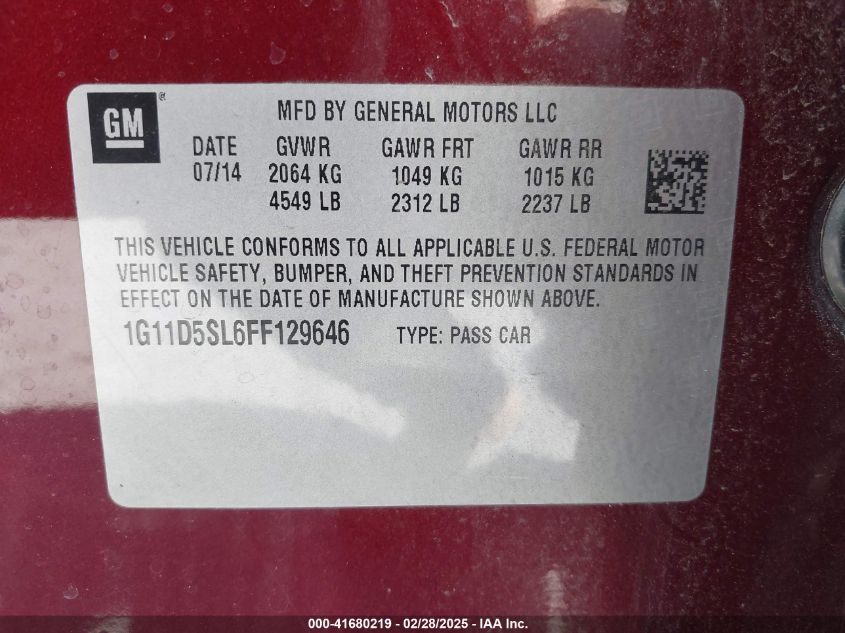 GM®
MFD BY GENERAL MOTORS LLC
DATE GVWR GAWR FRT GAWR RR
07/14 2064 KG 1049 KG 1015 KG
4549 LB 2312 LB 2237 LB
THIS VEHICLE CONFORMS TO ALL APPLICABLE U.S. FEDERAL MOTOR
VEHICLE SAFETY, BUMPER, AND THEFT PREVENTION STANDARDS IN
EFFECT ON THE DATE OF MANUFACTURE SHOWN ABOVE.
1G11D5SL6FF129646 TYPE: PASS CAR
000-41680219 - 02/28/2025 - IAA Inc.